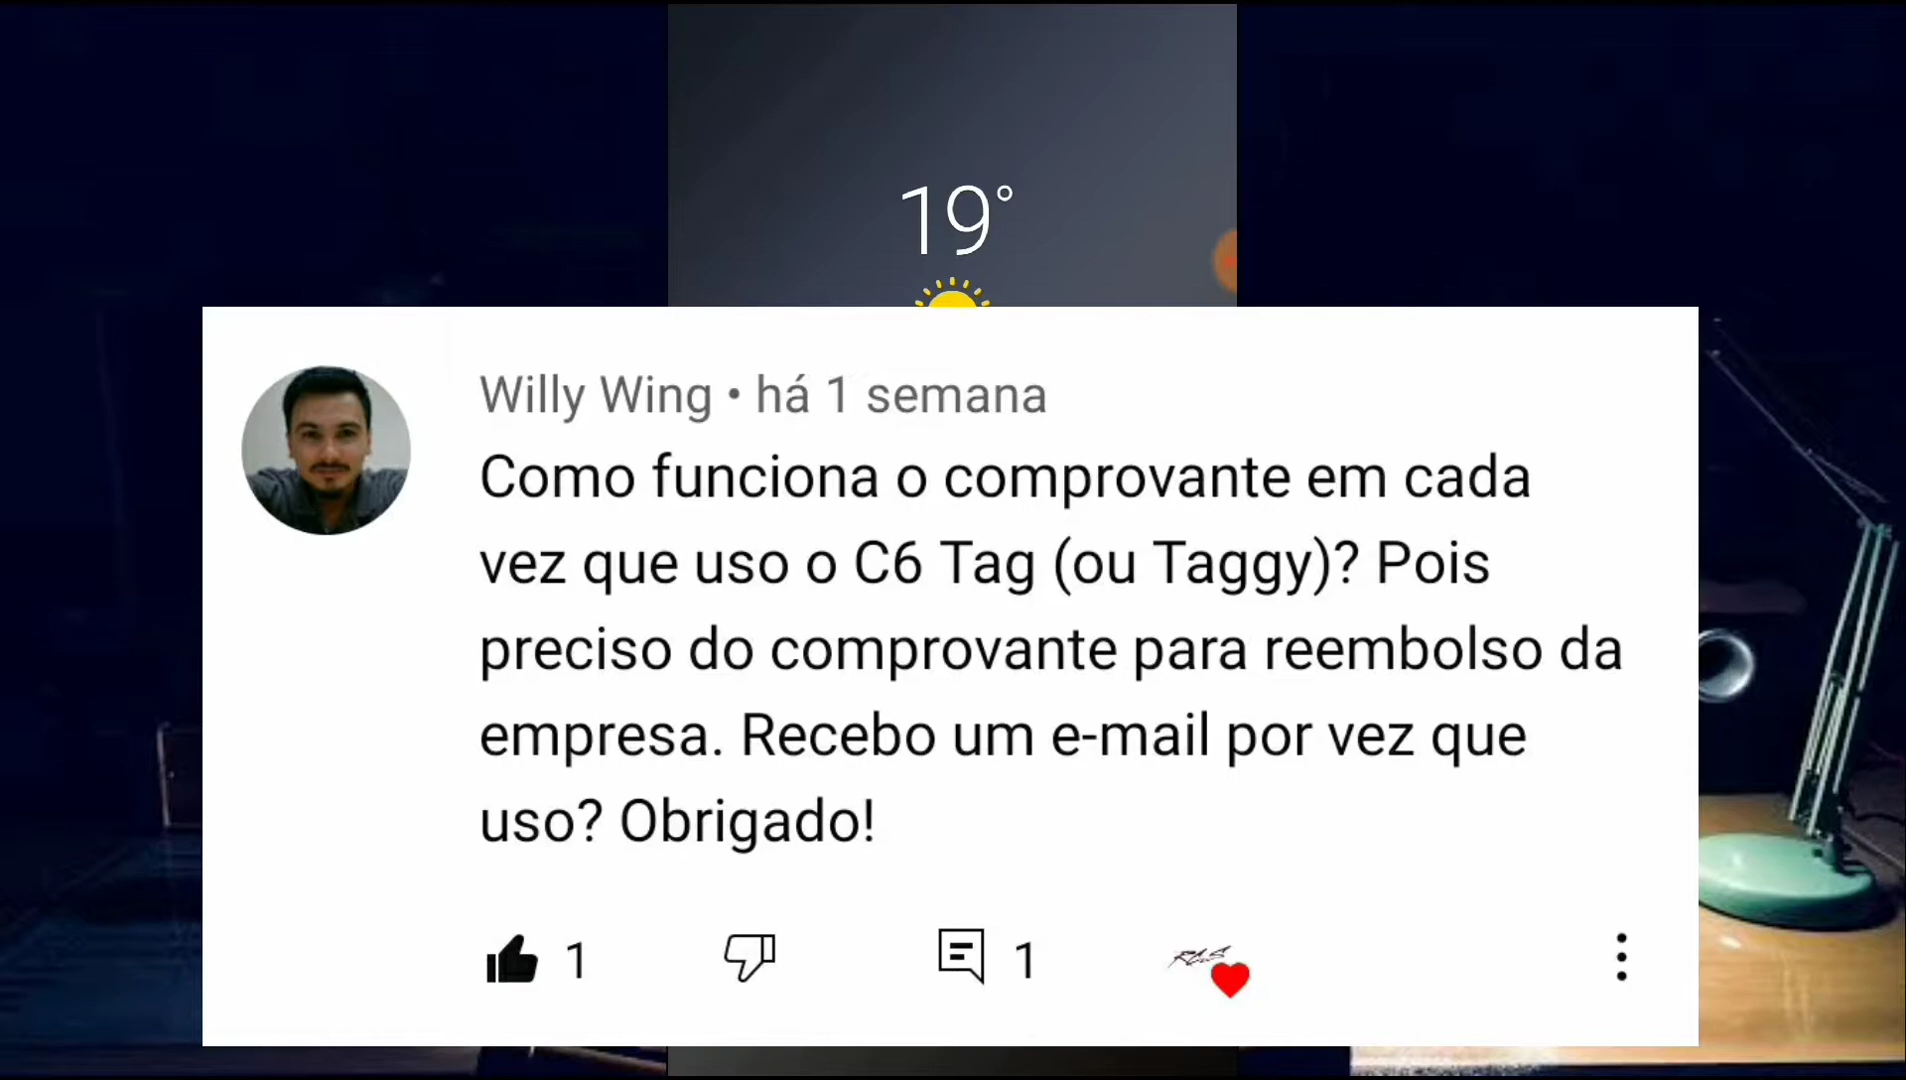 19°
Willy Wing • há 1 semana
Como funciona o comprovante em cada
vez que uso o C6 Tag (ou Taggy)? Pois
preciso do comprovante para reembolso da
empresa. Recebo um e-mail por vez que
uso? Obrigado!
1
1
RCS